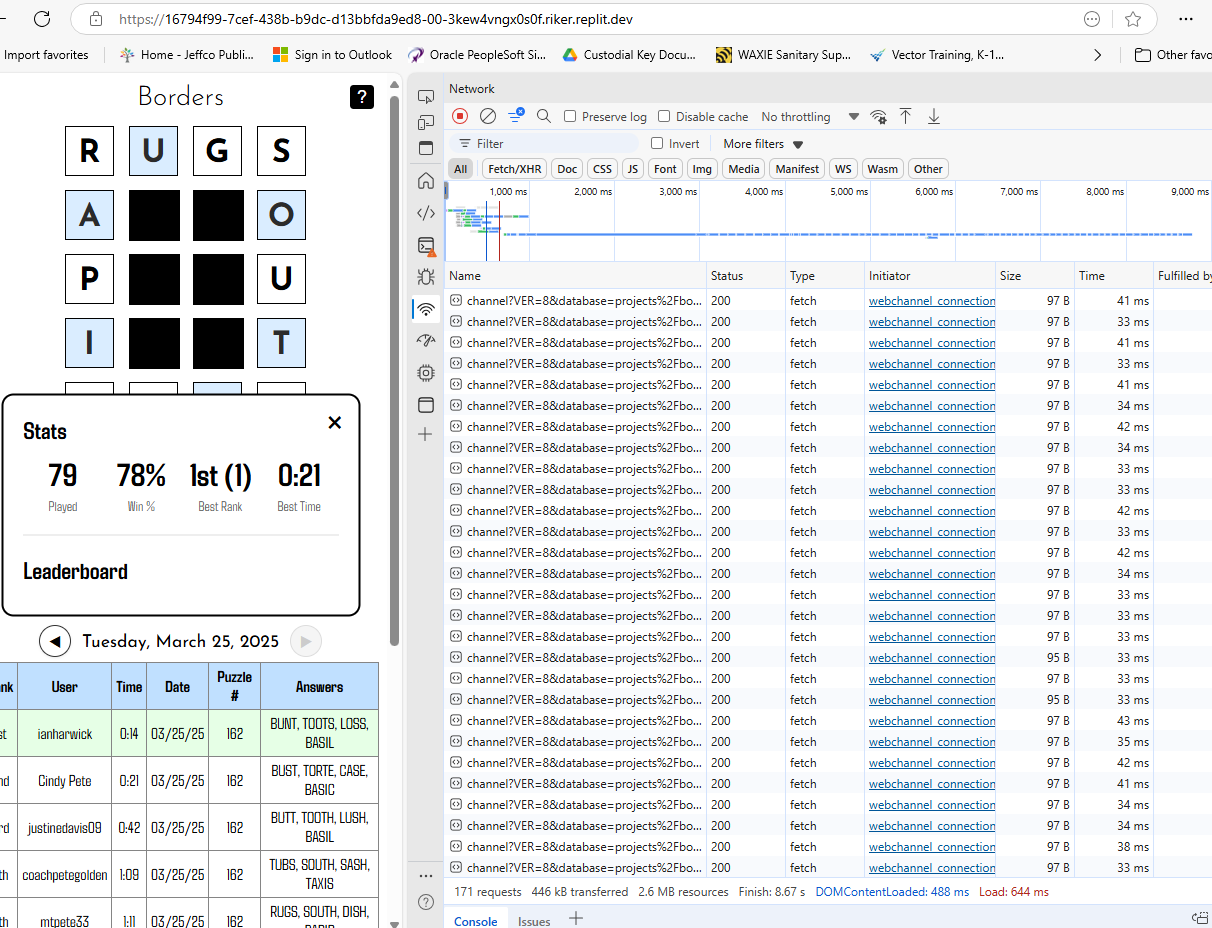 https://16794f99-7cef-438b-b9dc-d13bbfda9ed8-00-3kew4vngx0s0f.riker.replit.dev
Import favorites
Home - Jeffco Publi...
Sign in to Outlook
Oracle PeopleSoft Si...
Custodial Key Docu...
WAXIE Sanitary Sup...
Vector Training, K-1...
Other favo
Borders
?
R U G S
A O
P U
I T
Stats
79 78% 1st (1) 0:21
Played Win % Best Rank Best Time
Leaderboard
Tuesday, March 25, 2025
nk User Time Date Puzzle # Answers
st ianharwick 0:14 03/25/25 162 BUNT, TOOTS, LOSS, BASIL
nd Cindy Pete 0:21 03/25/25 162 BUST, TORTE, CASE, BASIC
rd justinedavis09 0:42 03/25/25 162 BUTT, TOOTH, LUSH, BASIL
th coachpetegolden 1:09 03/25/25 162 TUBS, SOUTH, SASH, TAXIS
th mtpete33 1:11 03/25/25 162 RUGS, SOUTH, DISH,
Network
Preserve log Disable cache No throttling
Filter Invert More filters
All Fetch/XHR Doc CSS JS Font Img Media Manifest WS Wasm Other
1,000 ms 2,000 ms 3,000 ms 4,000 ms 5,000 ms 6,000 ms 7,000 ms 8,000 ms 9,000 ms
Name Status Type Initiator Size Time Fulfilled by
channel?VER=8&database=projects%2Fbo... 200 fetch webchannel_connection 97 B 41 ms
channel?VER=8&database=projects%2Fbo... 200 fetch webchannel_connection 97 B 33 ms
channel?VER=8&database=projects%2Fbo... 200 fetch webchannel_connection 97 B 41 ms
channel?VER=8&database=projects%2Fbo... 200 fetch webchannel_connection 97 B 33 ms
channel?VER=8&database=projects%2Fbo... 200 fetch webchannel_connection 97 B 41 ms
channel?VER=8&database=projects%2Fbo... 200 fetch webchannel_connection 97 B 34 ms
channel?VER=8&database=projects%2Fbo... 200 fetch webchannel_connection 97 B 42 ms
channel?VER=8&database=projects%2Fbo... 200 fetch webchannel_connection 97 B 34 ms
channel?VER=8&database=projects%2Fbo... 200 fetch webchannel_connection 97 B 33 ms
channel?VER=8&database=projects%2Fbo... 200 fetch webchannel_connection 97 B 33 ms
channel?VER=8&database=projects%2Fbo... 200 fetch webchannel_connection 97 B 42 ms
channel?VER=8&database=projects%2Fbo... 200 fetch webchannel_connection 97 B 33 ms
channel?VER=8&database=projects%2Fbo... 200 fetch webchannel_connection 97 B 42 ms
channel?VER=8&database=projects%2Fbo... 200 fetch webchannel_connection 97 B 34 ms
channel?VER=8&database=projects%2Fbo... 200 fetch webchannel_connection 97 B 33 ms
channel?VER=8&database=projects%2Fbo... 200 fetch webchannel_connection 97 B 33 ms
channel?VER=8&database=projects%2Fbo... 200 fetch webchannel_connection 97 B 33 ms
channel?VER=8&database=projects%2Fbo... 200 fetch webchannel_connection 95 B 33 ms
channel?VER=8&database=projects%2Fbo... 200 fetch webchannel_connection 97 B 33 ms
channel?VER=8&database=projects%2Fbo... 200 fetch webchannel_connection 95 B 33 ms
channel?VER=8&database=projects%2Fbo... 200 fetch webchannel_connection 97 B 43 ms
channel?VER=8&database=projects%2Fbo... 200 fetch webchannel_connection 97 B 35 ms
channel?VER=8&database=projects%2Fbo... 200 fetch webchannel_connection 97 B 42 ms
channel?VER=8&database=projects%2Fbo... 200 fetch webchannel_connection 97 B 41 ms
channel?VER=8&database=projects%2Fbo... 200 fetch webchannel_connection 97 B 34 ms
channel?VER=8&database=projects%2Fbo... 200 fetch webchannel_connection 97 B 34 ms
channel?VER=8&database=projects%2Fbo... 200 fetch webchannel_connection 97 B 38 ms
channel?VER=8&database=projects%2Fbo... 200 fetch webchannel_connection 97 B 33 ms
171 requests 446 kB transferred 2.6 MB resources Finish: 8.67 s DOMContentLoaded: 488 ms Load: 644 ms
Console Issues